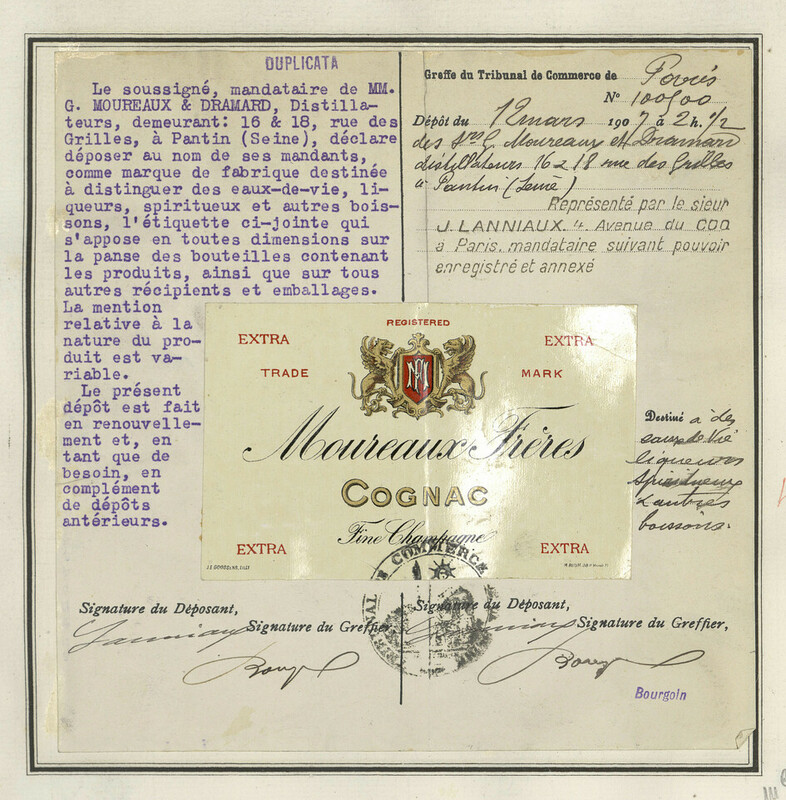 DUPLICATA
Le soussigné, mandataire de MM.
G. MOUREAUX & DRAMARD, Distilla-
teurs, demeurant: 16 & 18, rue des
Grilles, à Pantin (Seine), déclare
déposer au nom de ses mandants,
comme marque de fabrique destinée
à distinguer des eaux-de-vie, li-
queurs, spiritueux et autres bois-
sons, l'étiquette ci-jointe qui
s'appose en toutes dimensions sur
la panse des bouteilles contenant
les produits, ainsi que sur tous
autres récipients et emballages.
La mention
relative à la
nature du pro-
duit est va-
riable.
Le présent
dépôt est fait
en renouvelle-
ment et, en
tant que de
besoin, en
complément
de dépôts
antérieurs.
Greffe du Tribunal de Commerce de Paris
N° 100500
Dépôt du 12 mars 1907 à 2 h. 1/2
des Srs G. Moureaux et Dramard
distillateurs 16 & 18 rue des Grilles
à Pantin (Seine)
Représenté par le sieur
J. LANNIAUX. 4. Avenue du COQ
à Paris. mandataire suivant pouvoir
enregistré et annexé
REGISTERED
EXTRA EXTRA
TRADE MARK
Moureaux Frères
COGNAC
Fine Champagne
EXTRA EXTRA
Destiné à des
eaux de vie
liqueurs
spiritueux
& autres
boissons.
COMMERCE
Signature du Déposant,
Lanniaux
Signature du Greffier,
Signature du Déposant,
Lanniaux
Signature du Greffier,
Bourgoin